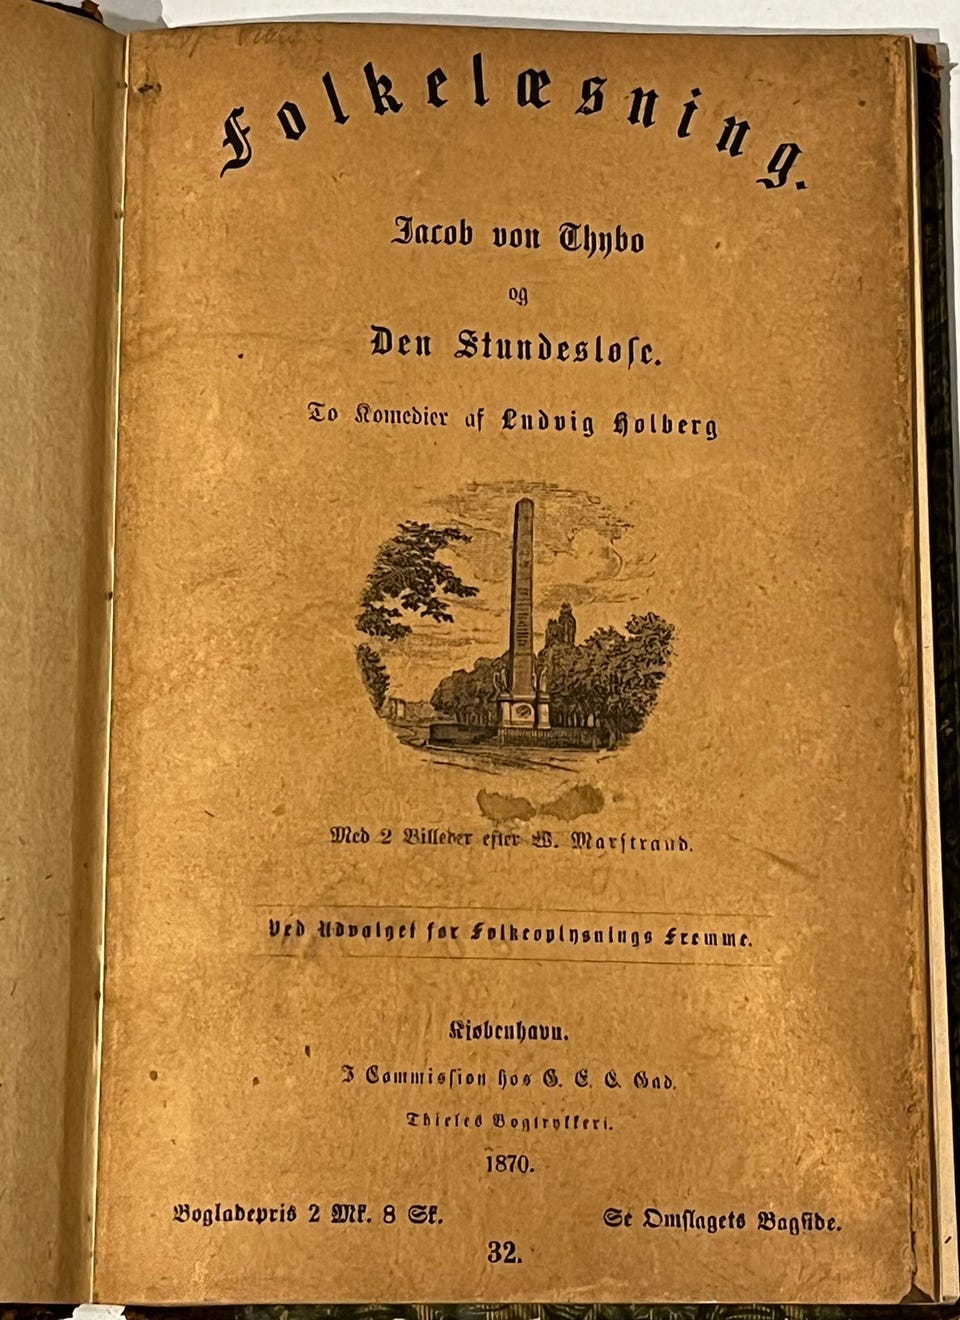 Folkelæsning.
Jacob von Thybo
og
Den Stundesløse.
To Komedier af Ludvig Holberg
Med 2 Billeder efter W. Marstrand.
Ved Udvalget for Folkeoplysnings Fremme.
Kjøbenhavn.
I Commission hos G. E. C. Gad.
Thieles Bogtrykkeri.
1870.
Bogladepris 2 Mk. 8 Sk. Se Omslagets Bagside.
32.